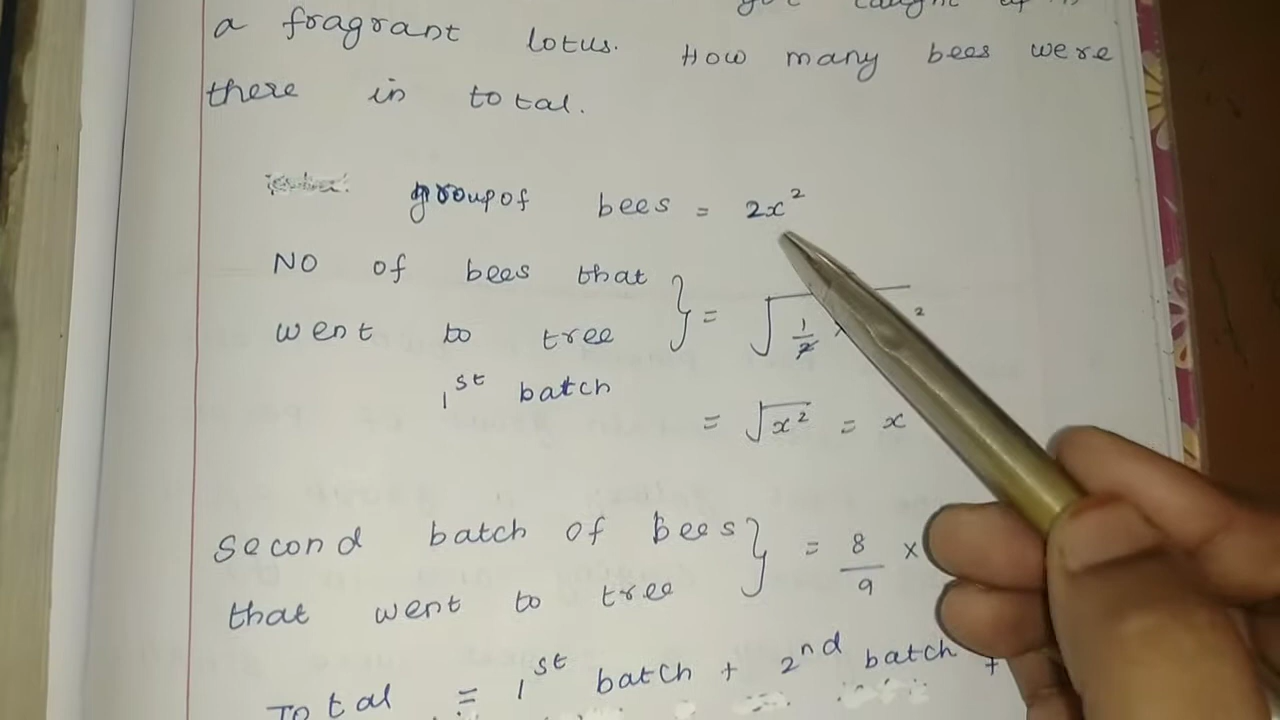 caught
a fragrant lotus. How many bees were
there in total.
group of bees = 2x²
No of bees that
went to tree } = √ 1/2 x ²
1st batch
= √x² = x
Second batch of Bees
that went to tree } = 8/9 x
Total = 1st batch + 2nd batch +